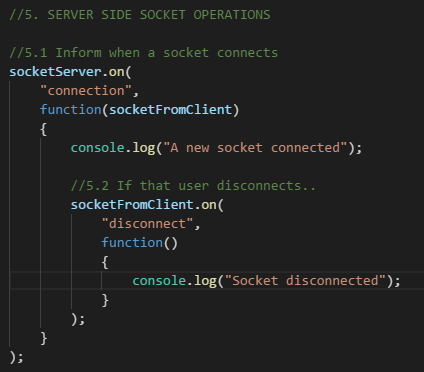 //5. SERVER SIDE SOCKET OPERATIONS

//5.1 Inform when a socket connects
socketServer.on(
    "connection",
    function(socketFromClient)
    {
        console.log("A new socket connected");

        //5.2 If that user disconnects..
        socketFromClient.on(
            "disconnect",
            function()
            {
                console.log("Socket disconnected");
            }
        );
    }
);